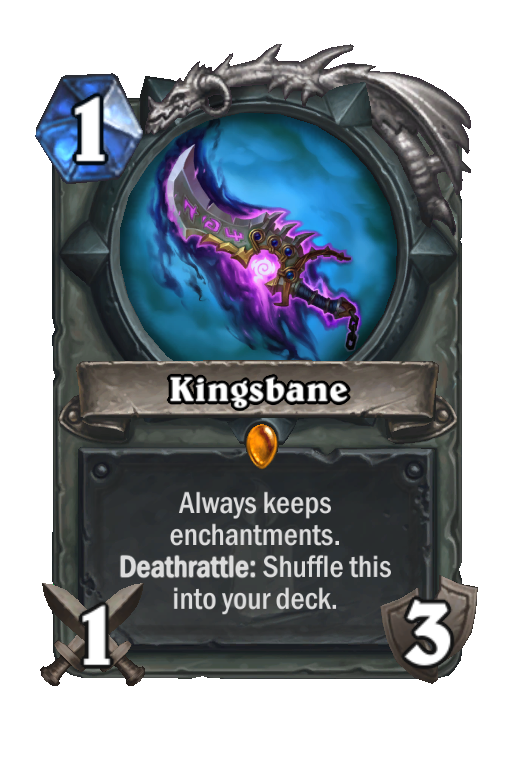 1
Kingsbane
Always keeps
enchantments.
Deathrattle: Shuffle this
into your deck.
1
3